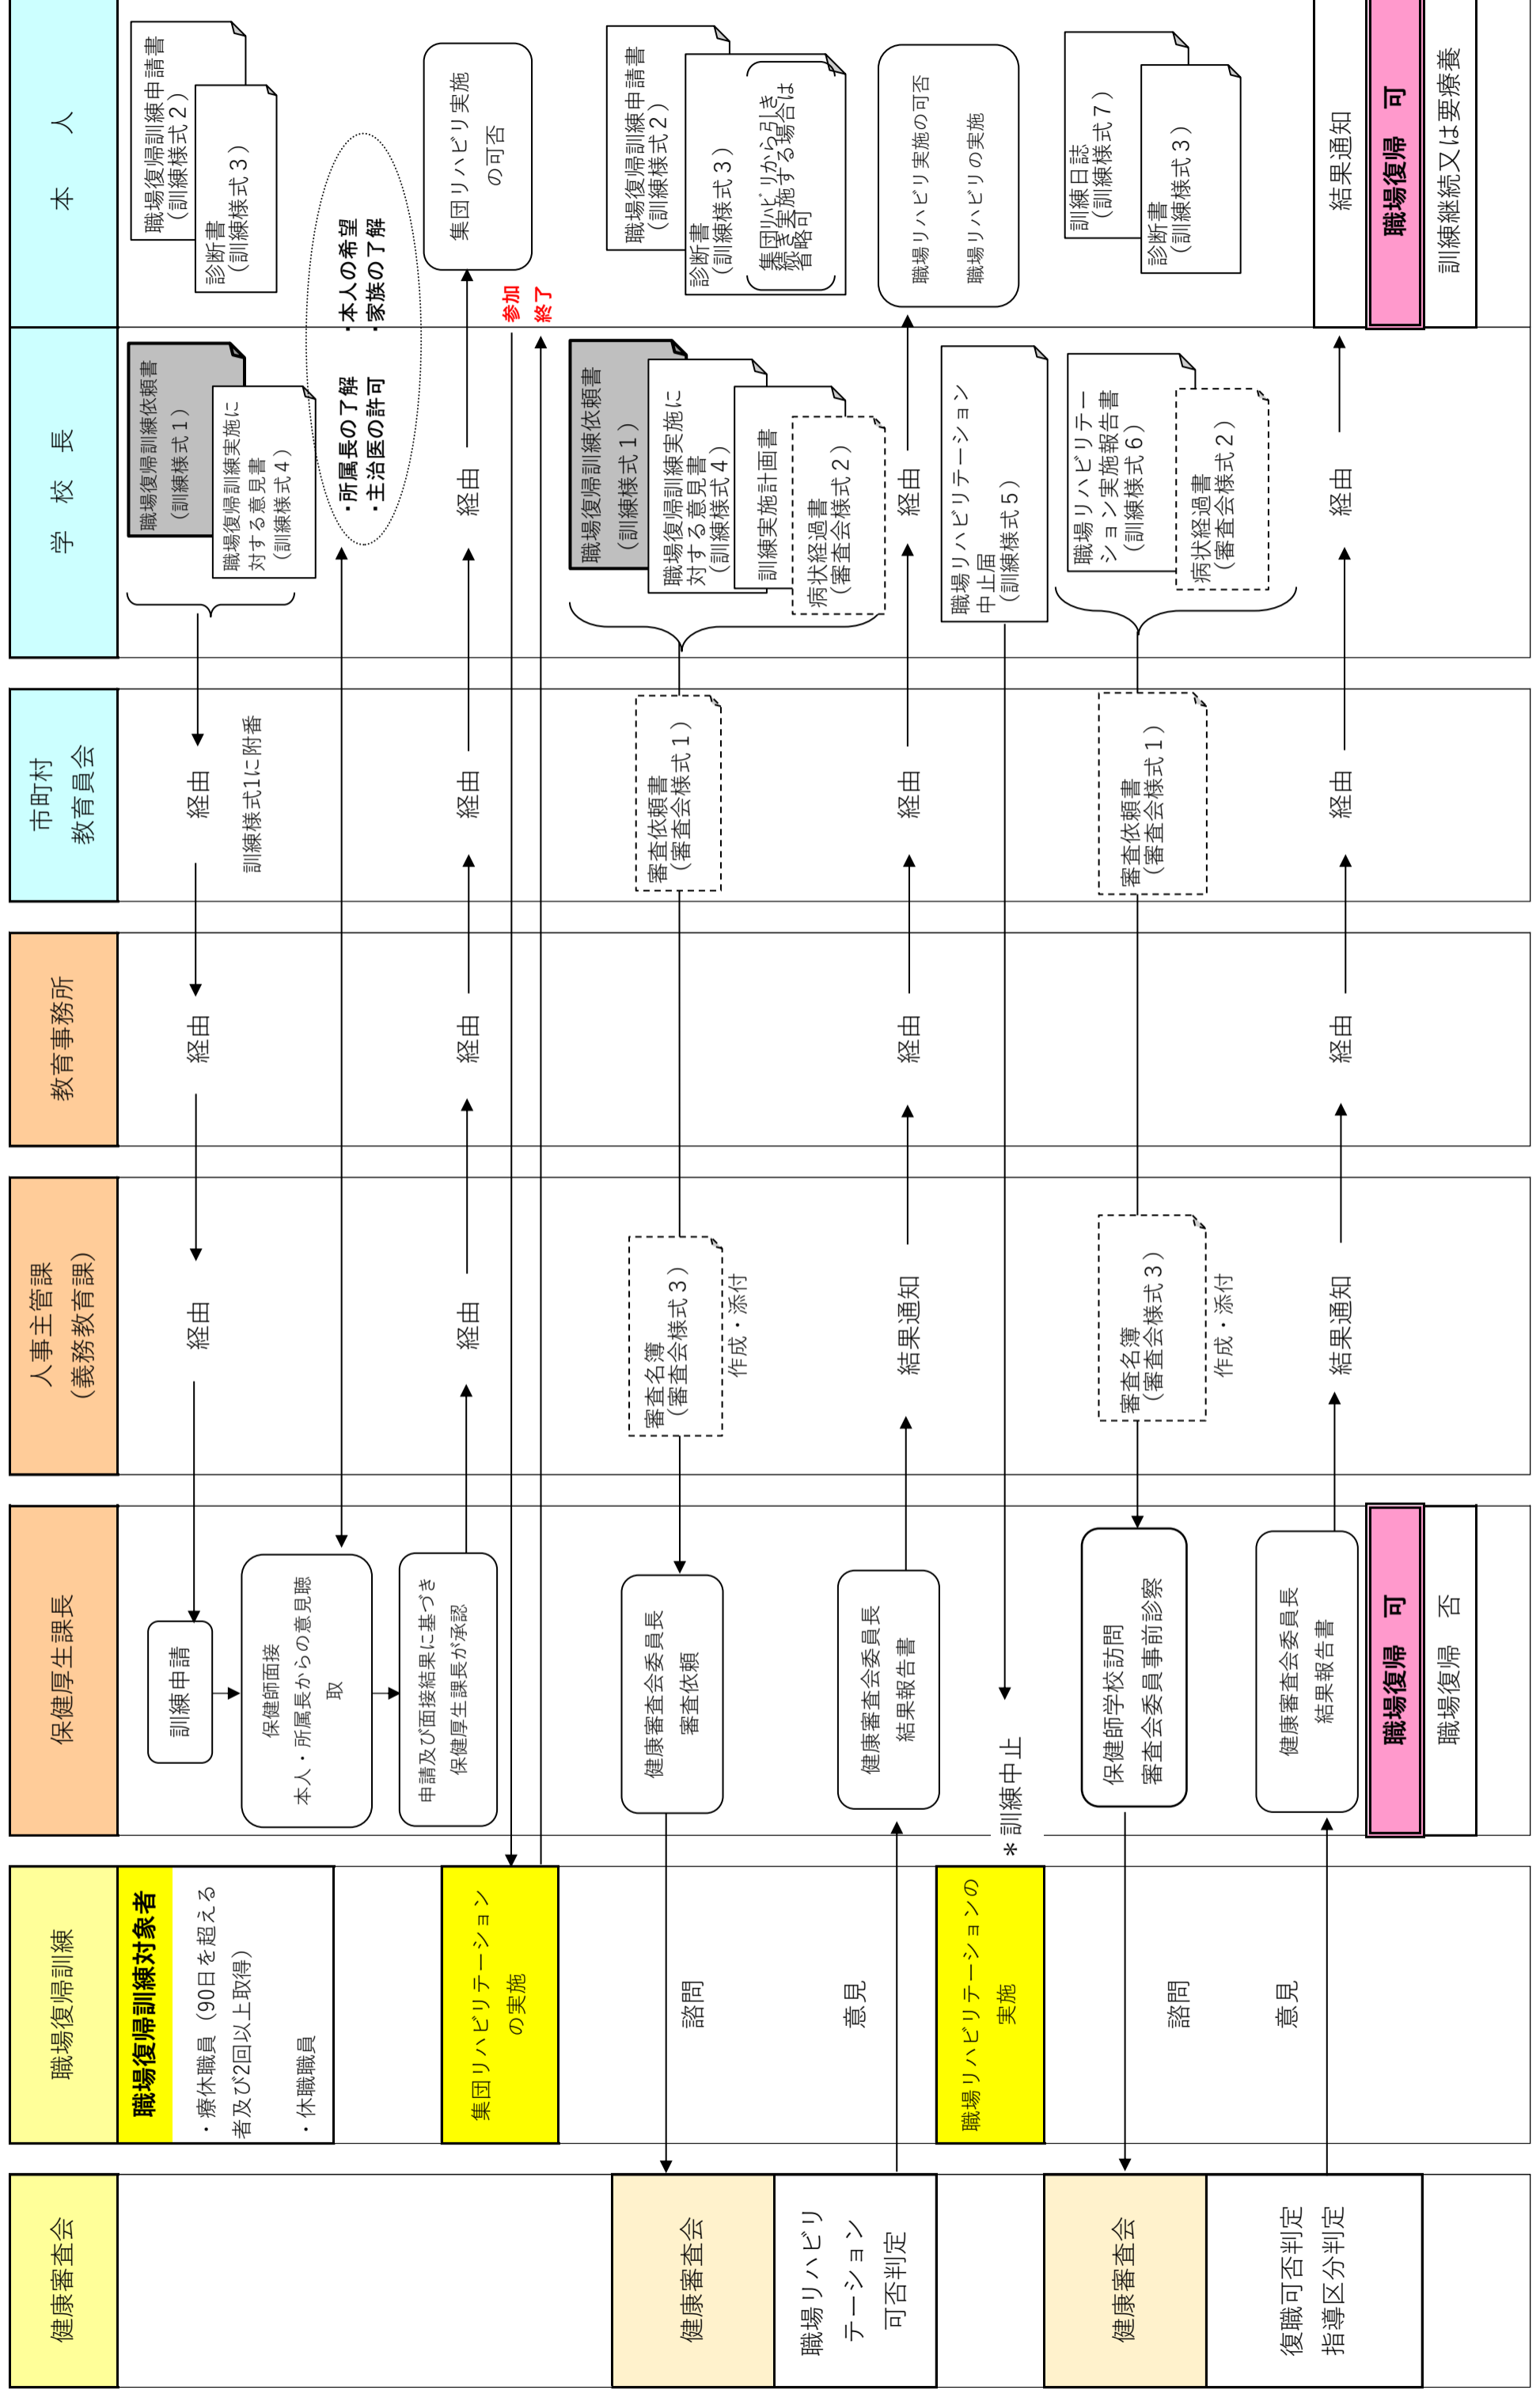 健康審査会
職場復帰訓練
保健厚生課長
人事主管課
(義務教育課)
教育事務所
市町村
教育員会
学 校 長
本 人
職場復帰訓練対象者
・療休職員（90日を超える
者及び2回以上取得）
・休職職員
訓練申請
経由
経由
経由
訓練様式1に附番
職場復帰訓練依頼書
(訓練様式１)
職場復帰訓練実施に
対する意見書
(訓練様式４)
職場復帰訓練申請書
(訓練様式２)
診断書
(訓練様式３)
保健師面接
本人・所属長からの意見聴
取
・所属長の了解
・主治医の許可
・本人の希望
・家族の了解
申請及び面接結果に基づき
保健厚生課長が承認
経由
経由
経由
経由
集団リハビリ実施
の可否
集団リハビリテーション
の実施
参加
終了
健康審査会
諮問
健康審査会委員長
審査依頼
審査名簿
(審査会様式３)
作成・添付
審査依頼書
(審査会様式１)
職場復帰訓練依頼書
(訓練様式１)
職場復帰訓練実施に
対する意見書
(訓練様式４)
訓練実施計画書
病状経過書
(審査会様式２)
職場復帰訓練申請書
(訓練様式２)
診断書
(訓練様式３)
集団リハビリから引き
続き実施する場合は
省略可
職場リハビリ
テーション
可否判定
意見
健康審査会委員長
結果報告書
結果通知
経由
経由
経由
職場リハビリ実施の可否
職場リハビリの実施
職場リハビリテーションの
実施
＊訓練中止
職場リハビリテーション
中止届
(訓練様式５)
健康審査会
諮問
保健師学校訪問
審査会委員事前診察
審査名簿
(審査会様式３)
作成・添付
審査依頼書
(審査会様式１)
職場リハビリテー
ション実施報告書
(訓練様式６)
病状経過書
(審査会様式２)
訓練日誌
(訓練様式７)
診断書
(訓練様式３)
復職可否判定
指導区分判定
意見
健康審査会委員長
結果報告書
結果通知
経由
経由
経由
結果通知
職場復帰 可
職場復帰 可
職場復帰 否
訓練継続又は要療養